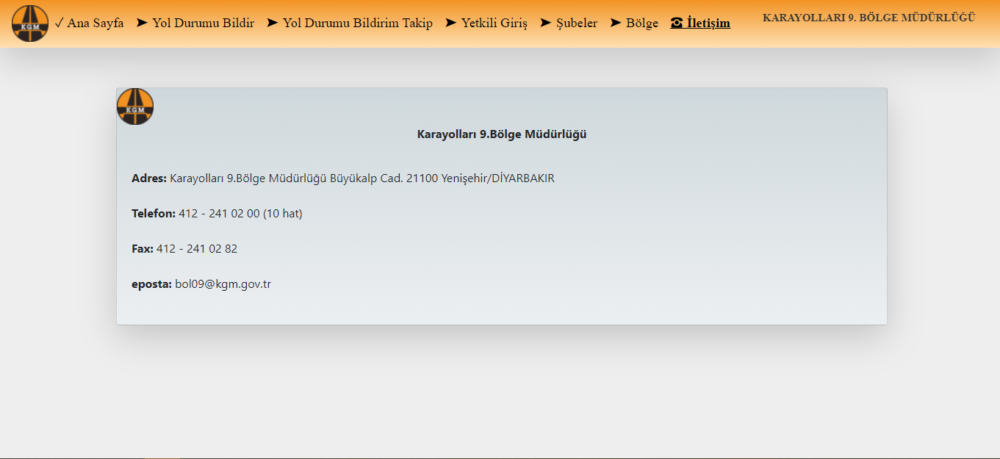 KGM ✓ Ana Sayfa ➤ Yol Durumu Bildir ➤ Yol Durumu Bildirim Takip ➤ Yetkili Giriş ➤ Şubeler ➤ Bölge ☎ İletişim KARAYOLLARI 9. BÖLGE MÜDÜRLÜĞÜ
KGM
Karayolları 9.Bölge Müdürlüğü
Adres: Karayolları 9.Bölge Müdürlüğü Büyükalp Cad. 21100 Yenişehir/DİYARBAKIR
Telefon: 412 - 241 02 00 (10 hat)
Fax: 412 - 241 02 82
eposta: bol09@kgm.gov.tr